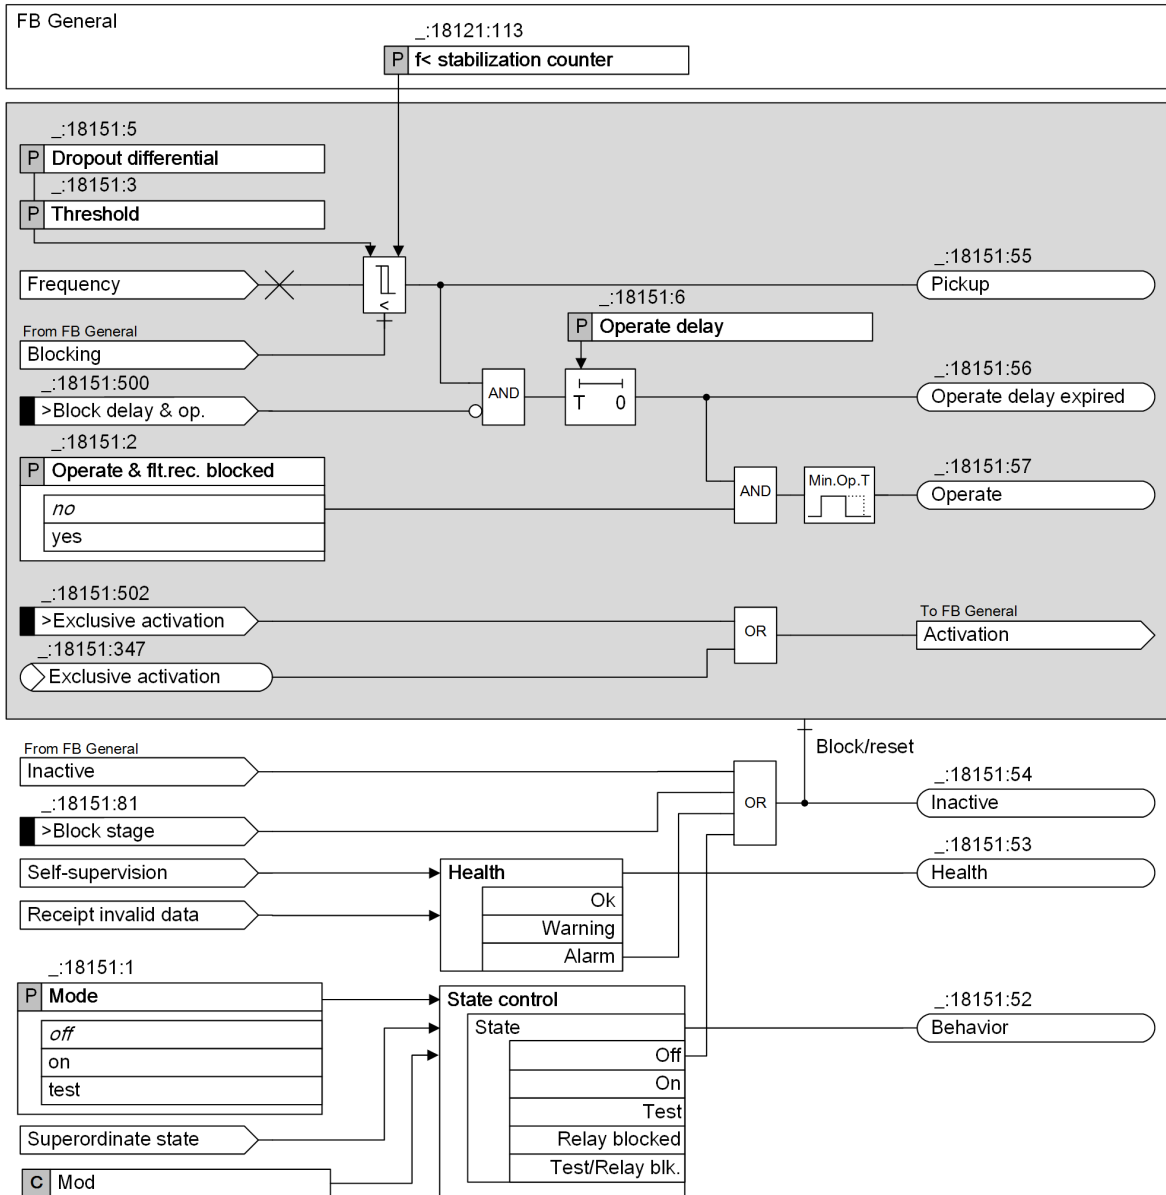 FB General
_:18121:113
P f< stabilization counter
_:18151:5
P Dropout differential
_:18151:3
P Threshold
Frequency
<
_:18151:55
Pickup
_:18151:6
P Operate delay
From FB General
Blocking
_:18151:500
>Block delay & op.
AND
T 0
_:18151:56
Operate delay expired
_:18151:2
P Operate & flt.rec. blocked
no
yes
AND
Min.Op.T
_:18151:57
Operate
_:18151:502
>Exclusive activation
_:18151:347
Exclusive activation
OR
To FB General
Activation
Block/reset
From FB General
Inactive
_:18151:81
>Block stage
OR
_:18151:54
Inactive
Self-supervision
Receipt invalid data
Health
Ok
Warning
Alarm
_:18151:53
Health
_:18151:1
P Mode
off
on
test
Superordinate state
C Mod
State control
State
Off
On
Test
Relay blocked
Test/Relay blk.
_:18151:52
Behavior